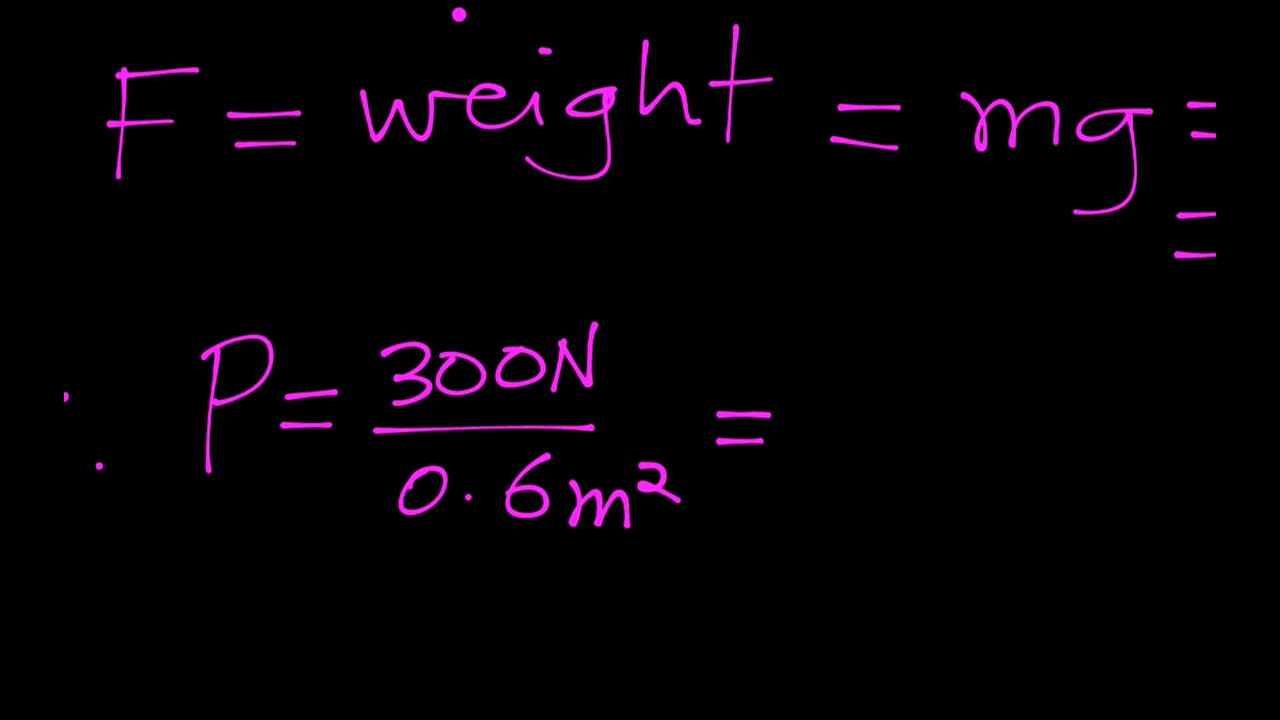 F = weight = mg =
=
∴ P = 300N / 0.6m² =